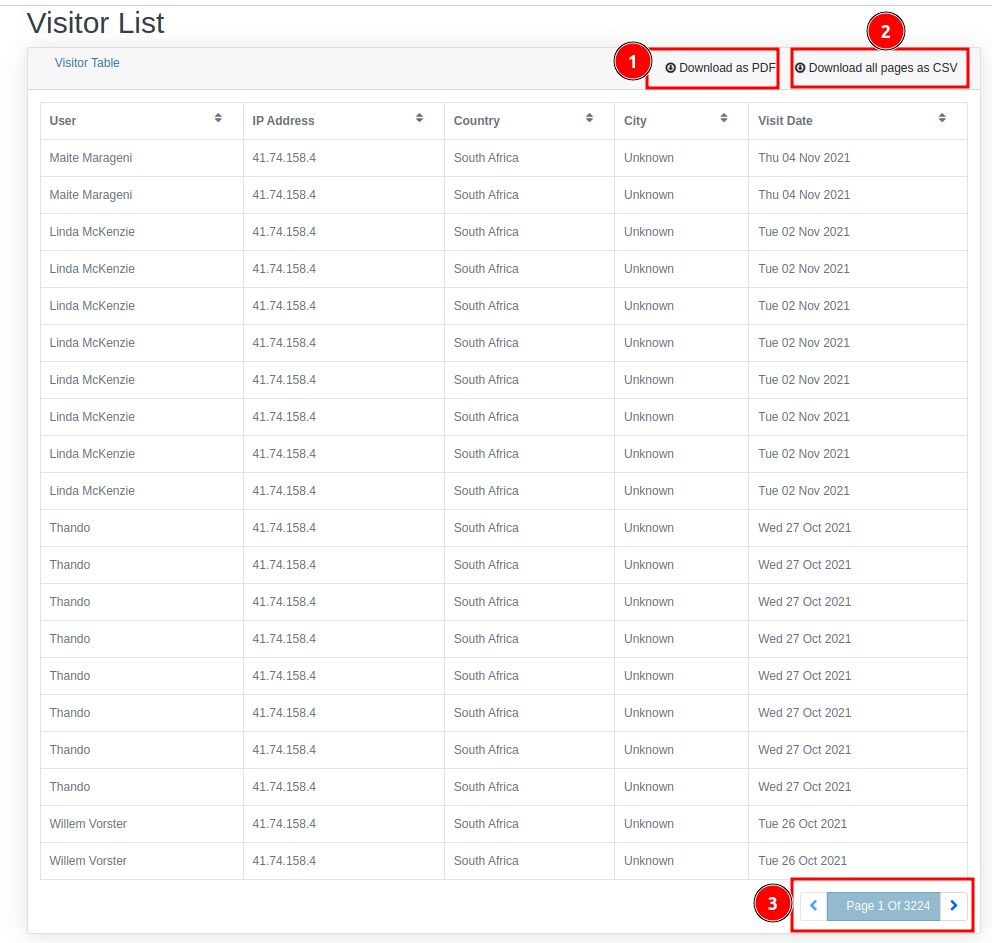 Visitor List
2
1
Visitor Table
Download as PDF
Download all pages as CSV
User IP Address Country City Visit Date
Maite Marageni 41.74.158.4 South Africa Unknown Thu 04 Nov 2021
Maite Marageni 41.74.158.4 South Africa Unknown Thu 04 Nov 2021
Linda McKenzie 41.74.158.4 South Africa Unknown Tue 02 Nov 2021
Linda McKenzie 41.74.158.4 South Africa Unknown Tue 02 Nov 2021
Linda McKenzie 41.74.158.4 South Africa Unknown Tue 02 Nov 2021
Linda McKenzie 41.74.158.4 South Africa Unknown Tue 02 Nov 2021
Linda McKenzie 41.74.158.4 South Africa Unknown Tue 02 Nov 2021
Linda McKenzie 41.74.158.4 South Africa Unknown Tue 02 Nov 2021
Linda McKenzie 41.74.158.4 South Africa Unknown Tue 02 Nov 2021
Linda McKenzie 41.74.158.4 South Africa Unknown Tue 02 Nov 2021
Thando 41.74.158.4 South Africa Unknown Wed 27 Oct 2021
Thando 41.74.158.4 South Africa Unknown Wed 27 Oct 2021
Thando 41.74.158.4 South Africa Unknown Wed 27 Oct 2021
Thando 41.74.158.4 South Africa Unknown Wed 27 Oct 2021
Thando 41.74.158.4 South Africa Unknown Wed 27 Oct 2021
Thando 41.74.158.4 South Africa Unknown Wed 27 Oct 2021
Thando 41.74.158.4 South Africa Unknown Wed 27 Oct 2021
Thando 41.74.158.4 South Africa Unknown Wed 27 Oct 2021
Willem Vorster 41.74.158.4 South Africa Unknown Tue 26 Oct 2021
Willem Vorster 41.74.158.4 South Africa Unknown Tue 26 Oct 2021
3
Page 1 Of 3224